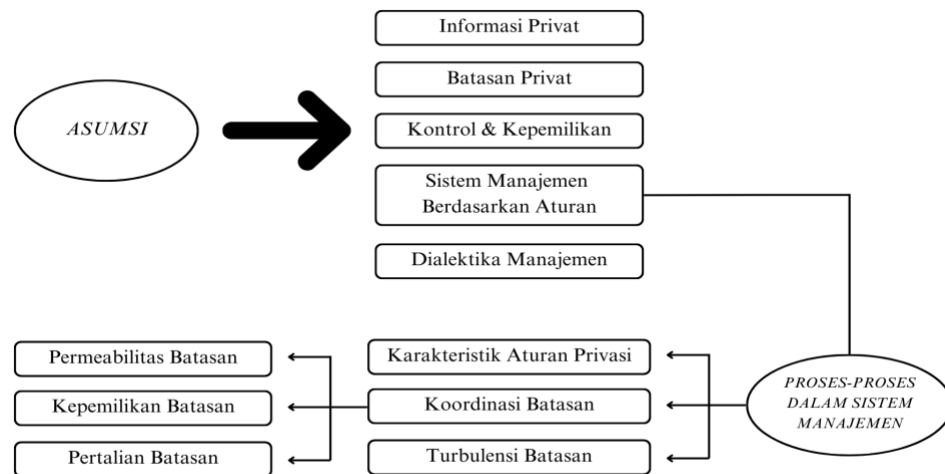 Informasi Privat
Batasan Privat
ASUMSI
Kontrol & Kepemilikan
Sistem Manajemen
Berdasarkan Aturan
Dialektika Manajemen
Permeabilitas Batasan
Karakteristik Aturan Privasi
Kepemilikan Batasan
Koordinasi Batasan
Pertalian Batasan
Turbulensi Batasan
PROSES-PROSES
DALAM SISTEM
MANAJEMEN